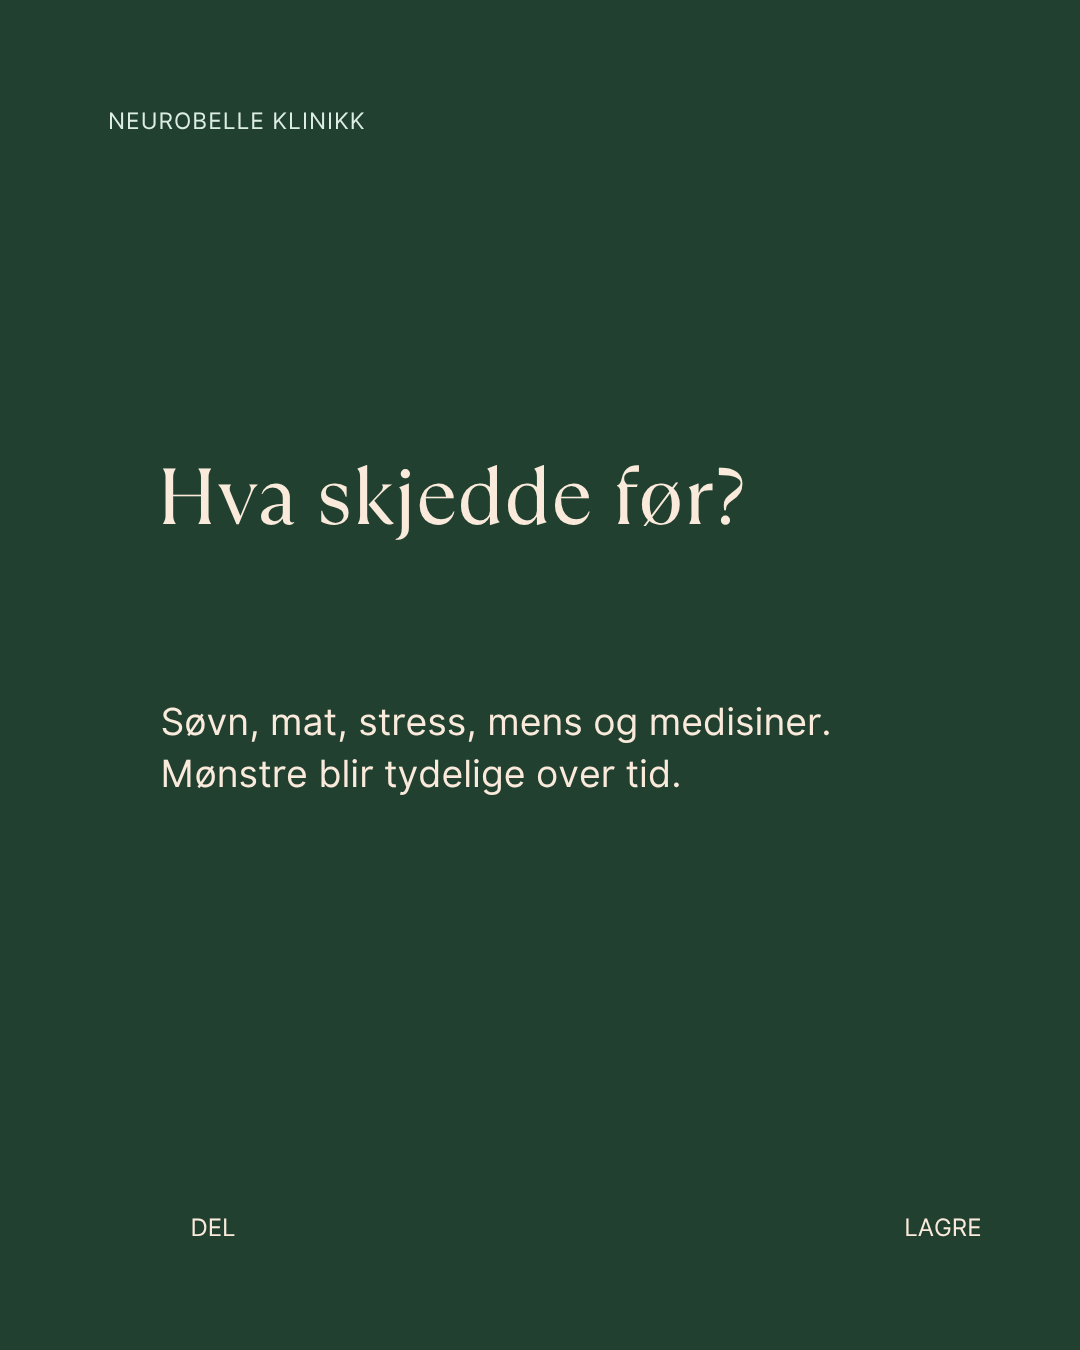 NEUROBELLE KLINIKK
Hva skjedde før?
Søvn, mat, stress, mens og medisiner.
Mønstre blir tydelige over tid.
DEL
LAGRE